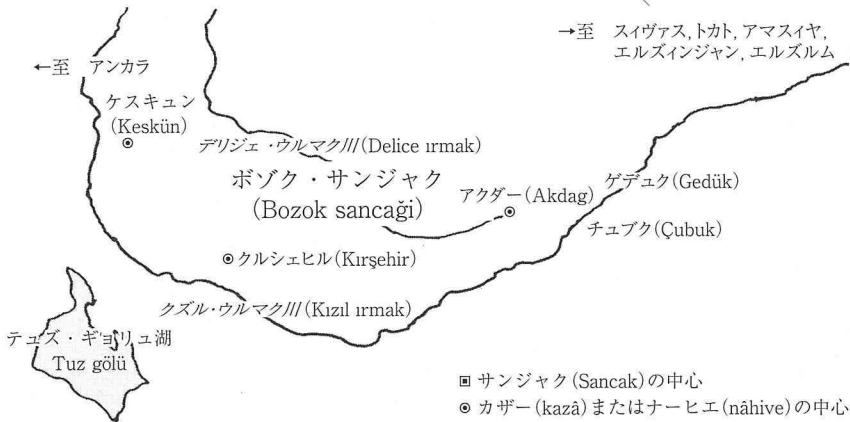 →至 スィヴァス, トカト, アマスィヤ,
エルズィンジャン, エルズルム
←至 アンカラ
ケスキュン
(Keskün)
デリジェ・ウルマク川(Delice ırmak)
ボゾク・サンジャク
(Bozok sancaği)
アクダー(Akdag)
ゲデュク(Gedük)
チュブク(Çubuk)
クルシェヒル(Kırşehir)
クズル・ウルマク川(Kızıl ırmak)
テュズ・ギョリュ湖
Tuz gölü
サンジャク(Sancak)の中心
カザー(kazâ)またはナーヒエ(nâhive)の中心